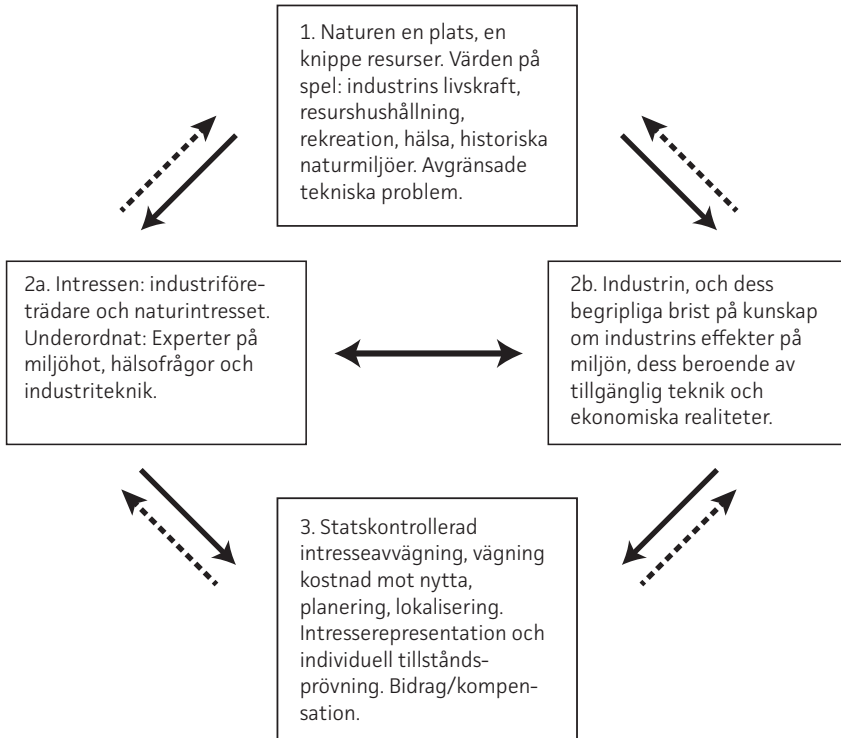 1. Naturen en plats, en
knippe resurser. Värden på
spel: industrins livskraft,
resurshushållning,
rekreation, hälsa, historiska
naturmiljöer. Avgränsade
tekniska problem.
2a. Intressen: industriföre-
trädare och naturintresset.
Underordnat: Experter på
miljöhot, hälsofrågor och
industriteknik.
2b. Industrin, och dess
begripliga brist på kunskap
om industrins effekter på
miljön, dess beroende av
tillgänglig teknik och
ekonomiska realiteter.
3. Statskontrollerad
intresseavvägning, vägning
kostnad mot nytta,
planering, lokalisering.
Intresserepresentation och
individuell tillstånds-
prövning. Bidrag/kompen-
sation.